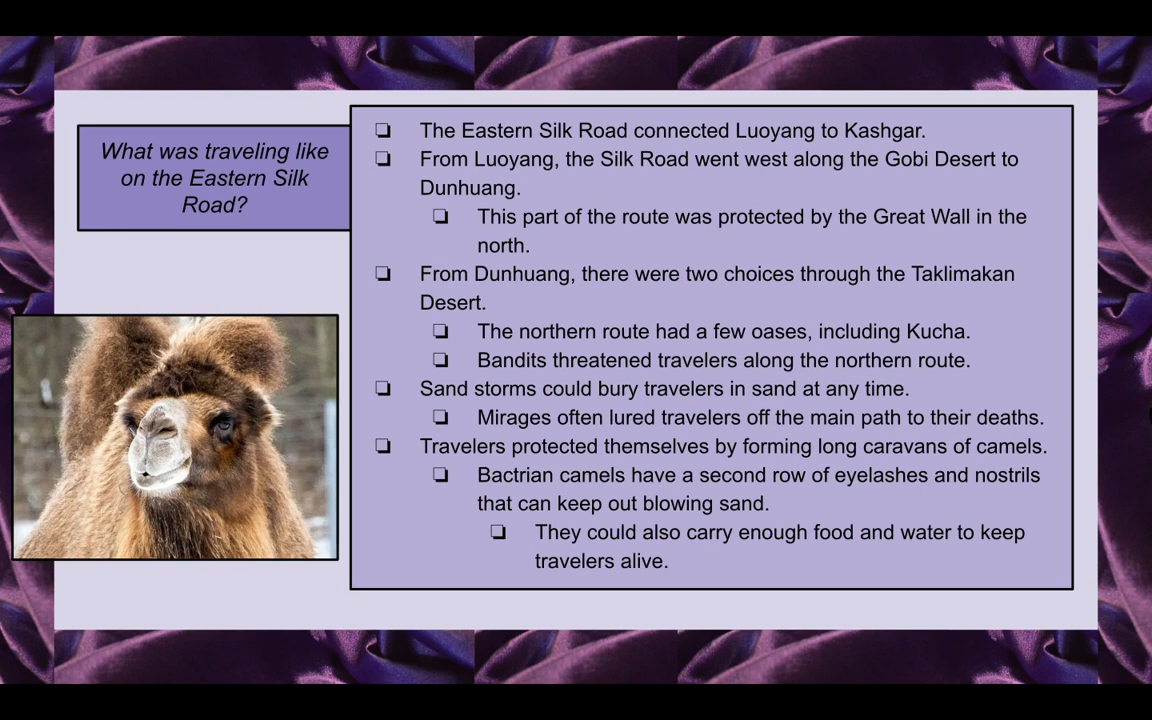 What was traveling like
on the Eastern Silk
Road?
❏ The Eastern Silk Road connected Luoyang to Kashgar.
❏ From Luoyang, the Silk Road went west along the Gobi Desert to
Dunhuang.
❏ This part of the route was protected by the Great Wall in the
north.
❏ From Dunhuang, there were two choices through the Taklimakan
Desert.
❏ The northern route had a few oases, including Kucha.
❏ Bandits threatened travelers along the northern route.
❏ Sand storms could bury travelers in sand at any time.
❏ Mirages often lured travelers off the main path to their deaths.
❏ Travelers protected themselves by forming long caravans of camels.
❏ Bactrian camels have a second row of eyelashes and nostrils
that can keep out blowing sand.
❏ They could also carry enough food and water to keep
travelers alive.